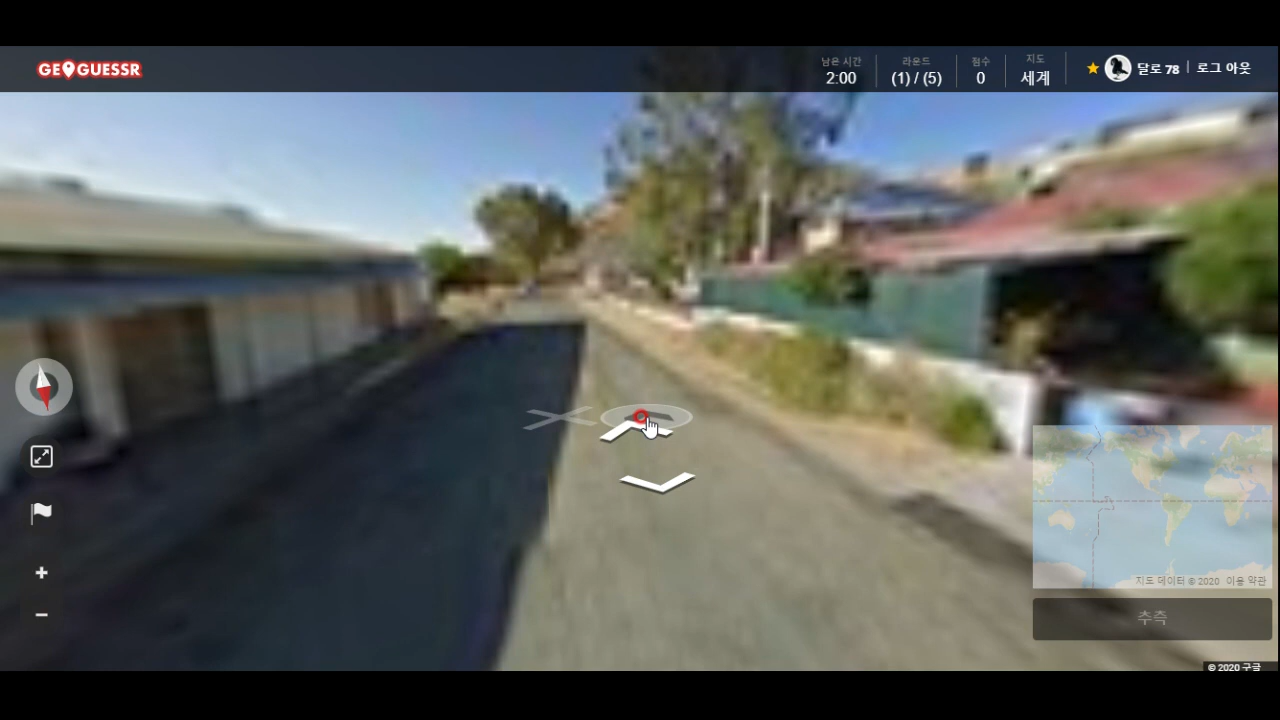 GEOGUESSR
남은 시간
2:00
라운드
(1) / (5)
점수
0
지도
세계
달로 78 | 로그 아웃
지도 데이터 © 2020 이용 약관
추측
© 2020 구글